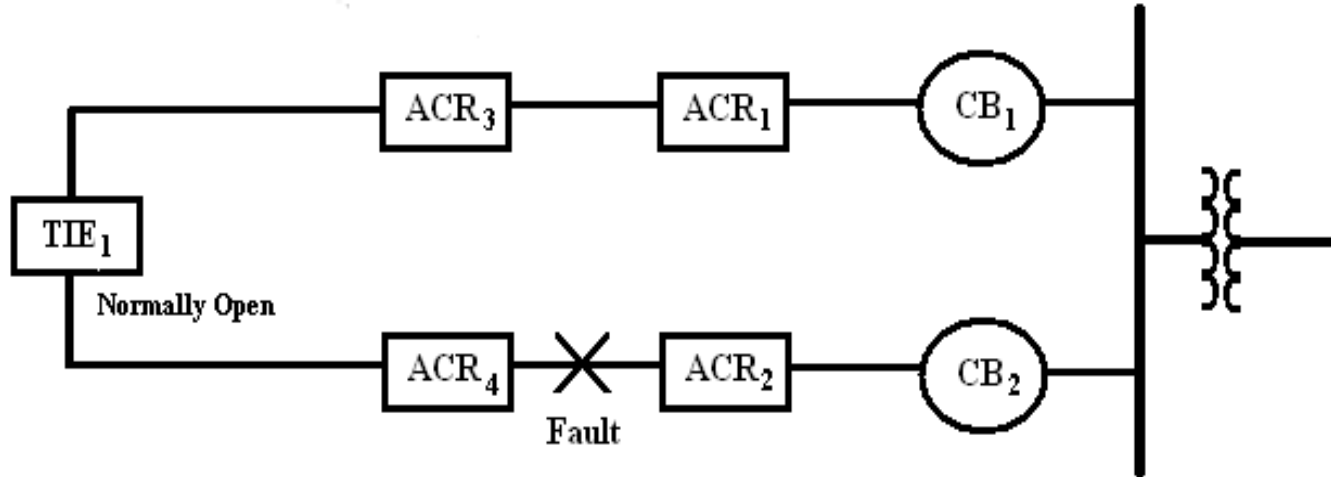 ACR3
ACR1
CB1
TIE1
Normally Open
ACR4
ACR2
CB2
Fault